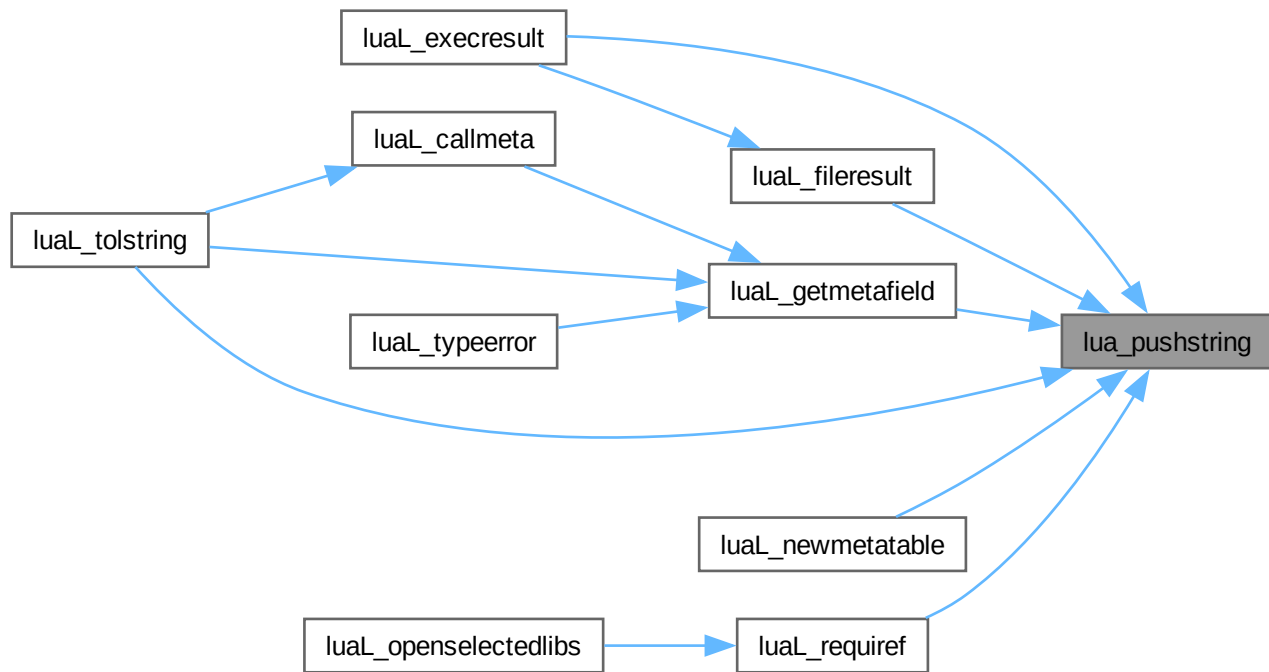 luaL_execresult
luaL_callmeta
luaL_fileresult
luaL_tolstring
luaL_getmetafield
luaL_typeerror
lua_pushstring
luaL_newmetatable
luaL_openselectedlibs
luaL_requiref